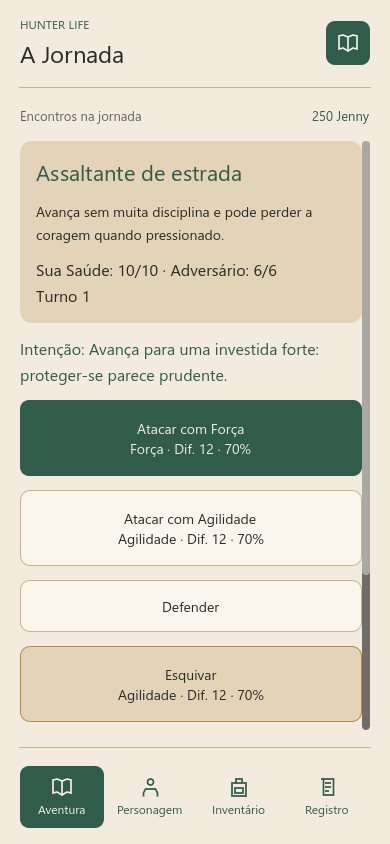 HUNTER LIFE
A Jornada
Encontros na jornada
250 Jenny
Assaltante de estrada
Avança sem muita disciplina e pode perder a
coragem quando pressionado.
Sua Saúde: 10/10 · Adversário: 6/6
Turno 1
Intenção: Avança para uma investida forte:
proteger-se parece prudente.
Atacar com Força
Força · Dif. 12 · 70%
Atacar com Agilidade
Agilidade · Dif. 12 · 70%
Defender
Esquivar
Agilidade · Dif. 12 · 70%
Aventura
Personagem
Inventário
Registro